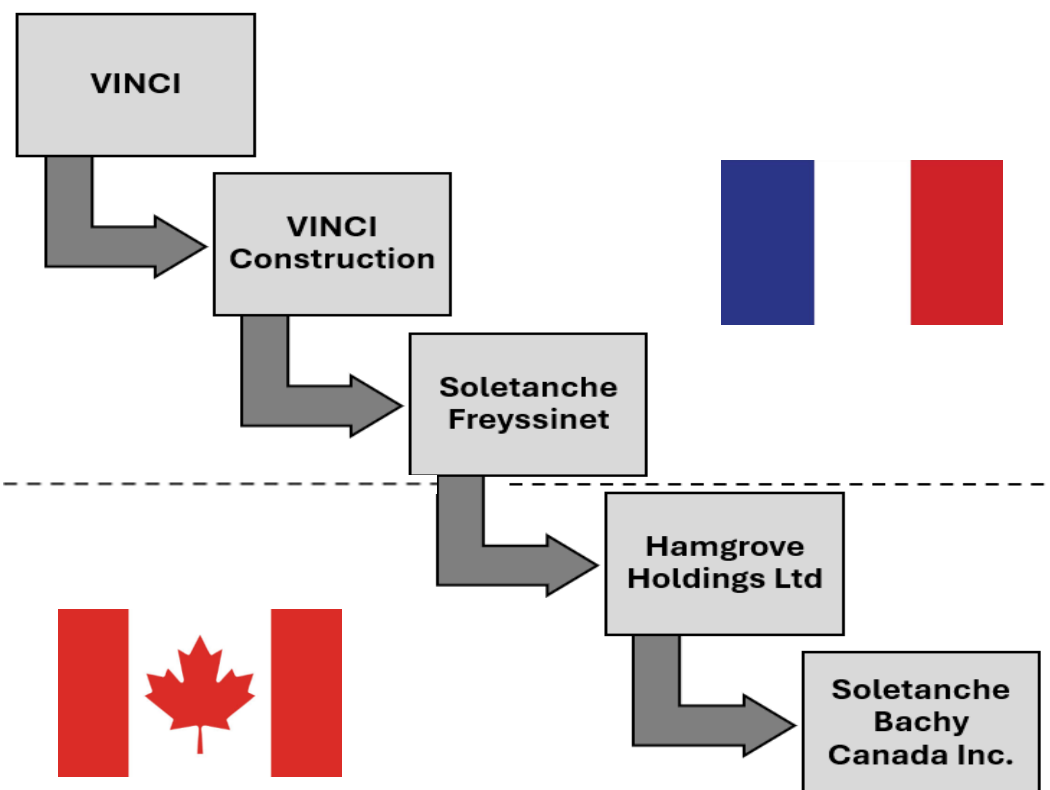 VINCI
VINCI
Construction
Soletanche
Freyssinet
Hamgrove
Holdings Ltd
Soletanche
Bachy
Canada Inc.